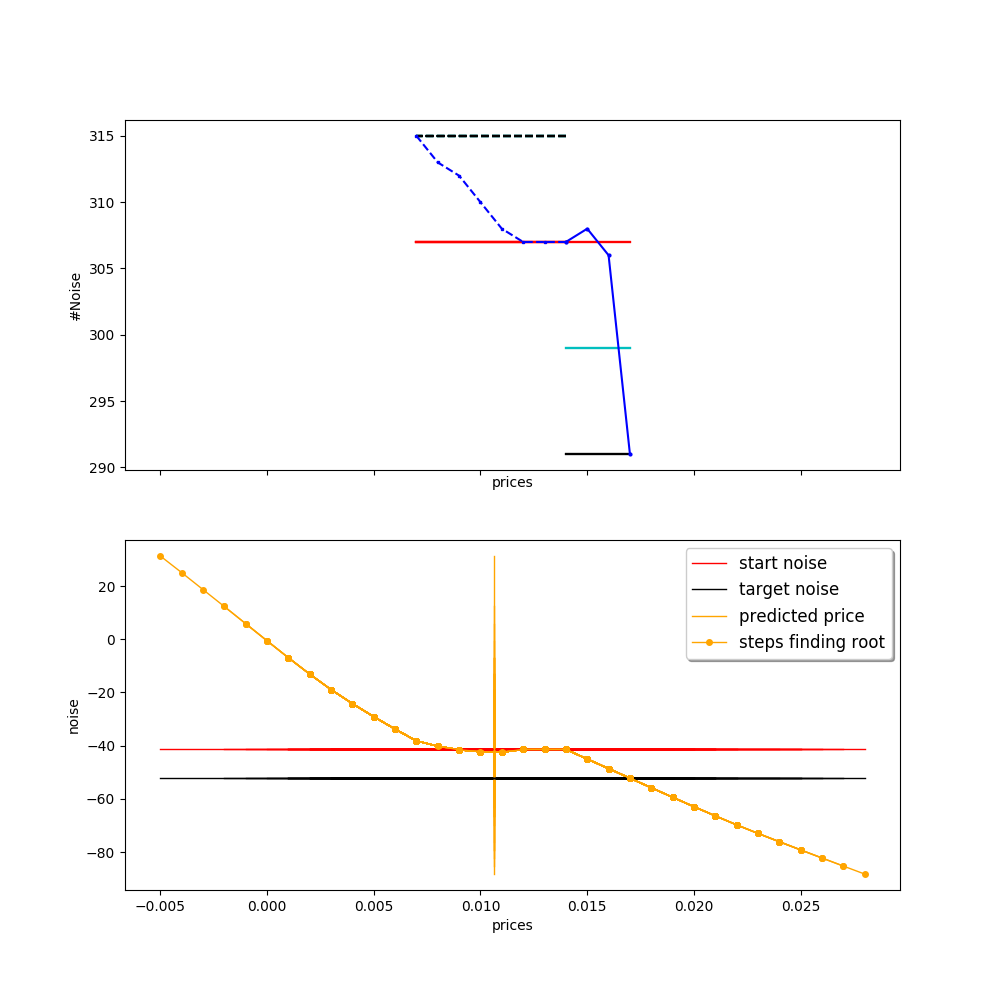 315
310
305
300
295
290
#Noise
prices
20
0
−20
−40
−60
−80
noise
start noise
target noise
predicted price
steps finding root
−0.005 0.000 0.005 0.010 0.015 0.020 0.025
prices